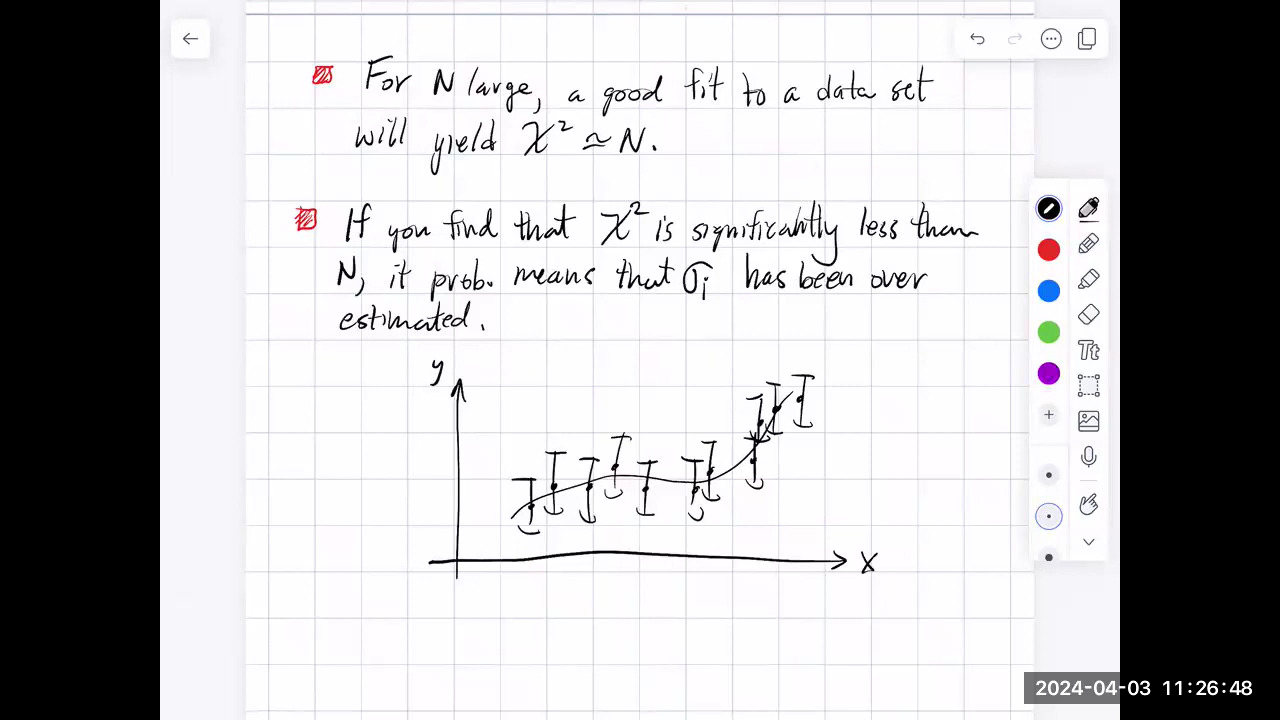 For N large, a good fit to a data set
will yield χ² ≃ N.
If you find that χ² is significantly less than
N, it prob. means that σi has been over
estimated.
y
x
Tt
2024-04-03 11:26:48